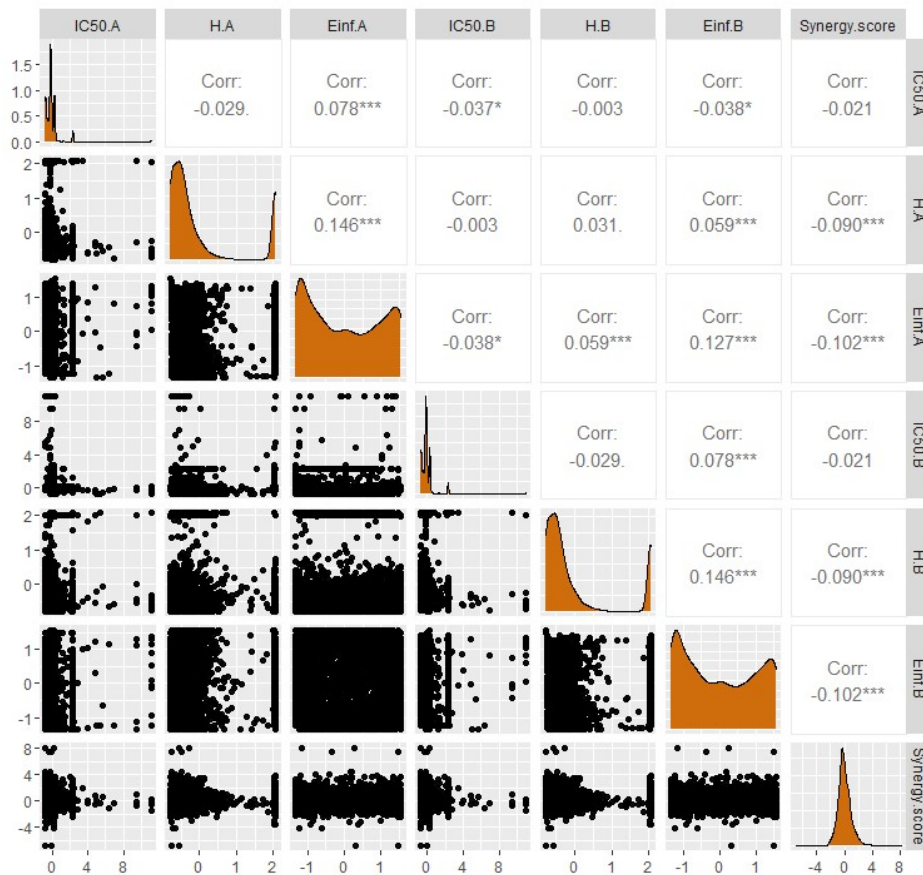 IC50.A H.A Einf.A IC50.B H.B Einf.B Synergy.score
1.5
1.0
0.5
0.0
Corr:
-0.029.
Corr:
0.078***
Corr:
-0.037*
Corr:
-0.003
Corr:
-0.038*
Corr:
-0.021
IC50.A
2
1
0
Corr:
0.146***
Corr:
-0.003
Corr:
0.031.
Corr:
0.059***
Corr:
-0.090***
H.A
1
0
-1
Corr:
-0.038*
Corr:
0.059***
Corr:
0.127***
Corr:
-0.102***
Einf.A
8
4
0
Corr:
-0.029.
Corr:
0.078***
Corr:
-0.021
IC50.B
2
1
0
Corr:
0.146***
Corr:
-0.090***
H.B
1
0
-1
Corr:
-0.102***
Einf.B
8
4
0
-4
Synergy.score
0 4 8 0 1 2 -1 0 1 0 4 8 0 1 2 -1 0 1 -4 0 4 8